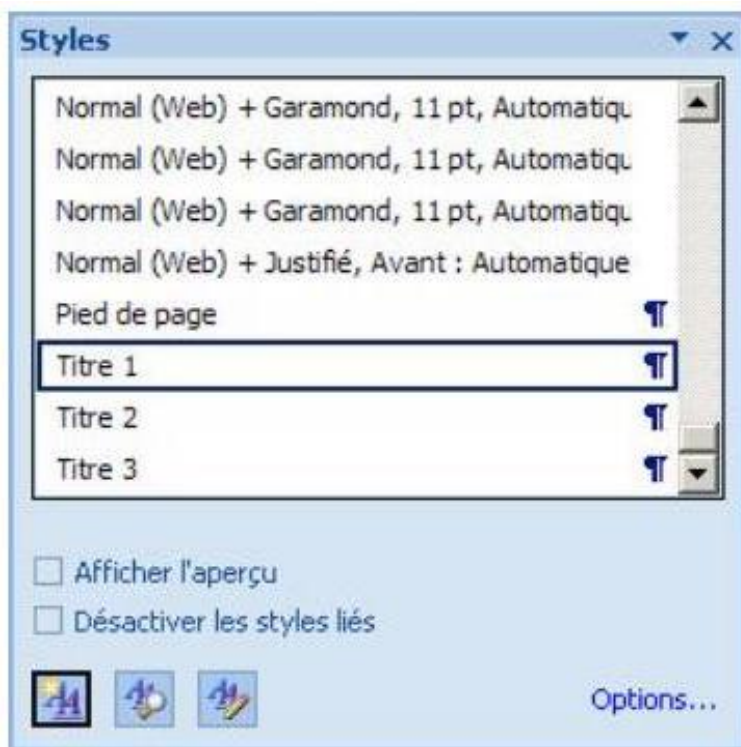 Styles
Normal (Web) + Garamond, 11 pt, Automatiqu
Normal (Web) + Garamond, 11 pt, Automatiqu
Normal (Web) + Garamond, 11 pt, Automatiqu
Normal (Web) + Justifié, Avant : Automatique
Pied de page ¶
Titre 1 ¶
Titre 2 ¶
Titre 3 ¶
Afficher l'aperçu
Désactiver les styles liés
Options...